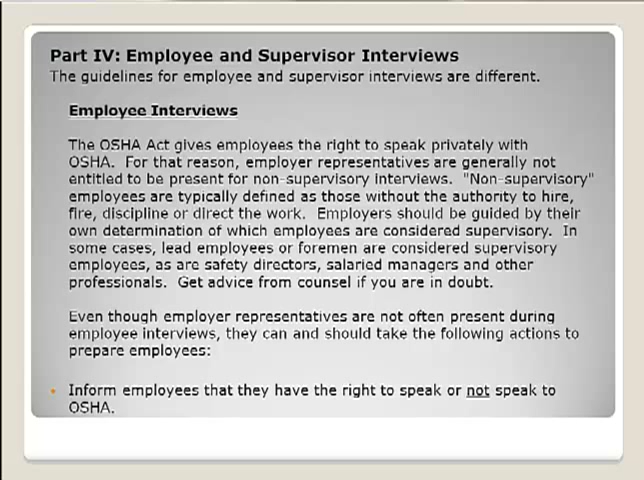 Part IV: Employee and Supervisor Interviews
The guidelines for employee and supervisor interviews are different.
Employee Interviews
The OSHA Act gives employees the right to speak privately with
OSHA.  For that reason, employer representatives are generally not
entitled to be present for non-supervisory interviews.  "Non-supervisory"
employees are typically defined as those without the authority to hire,
fire, discipline or direct the work.  Employers should be guided by their
own determination of which employees are considered supervisory.  In
some cases, lead employees or foremen are considered supervisory
employees, as are safety directors, salaried managers and other
professionals.  Get advice from counsel if you are in doubt.
Even though employer representatives are not often present during
employee interviews, they can and should take the following actions to
prepare employees:
• Inform employees that they have the right to speak or not speak to
OSHA.